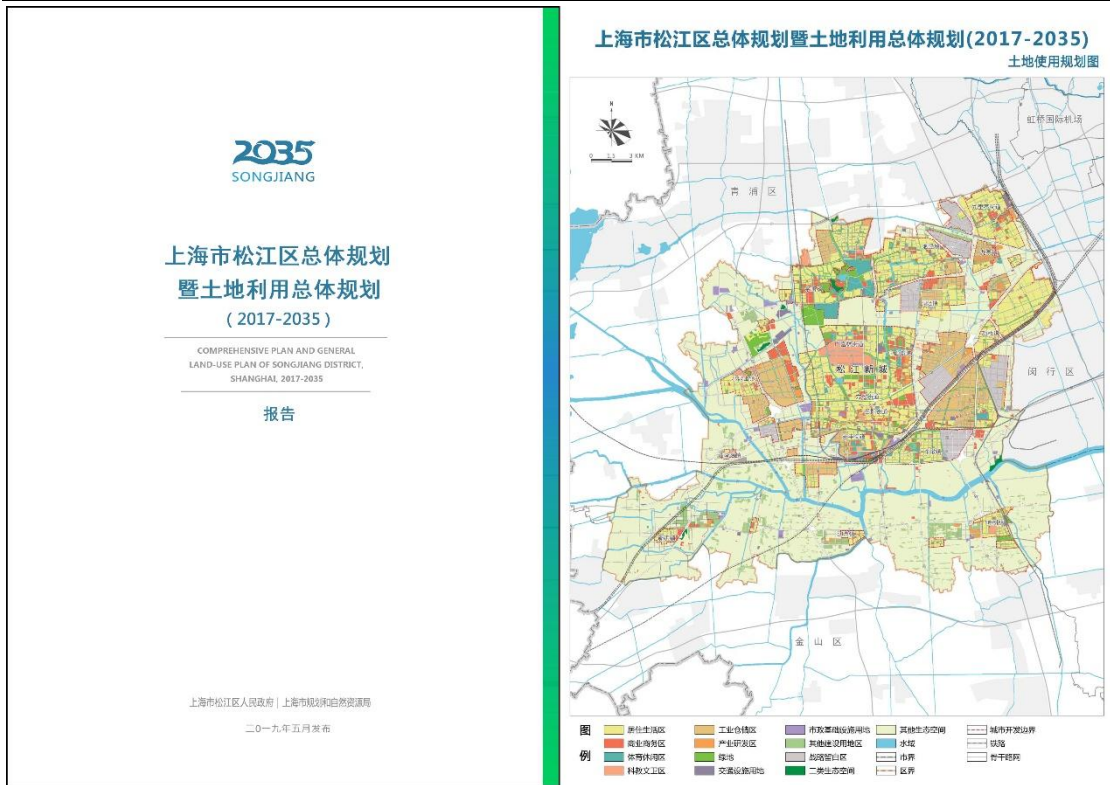 2035
SONGJIANG
上海市松江区总体规划
暨土地利用总体规划
（2017-2035）
COMPREHENSIVE PLAN AND GENERAL
LAND-USE PLAN OF SONGJIANG DISTRICT,
SHANGHAI, 2017-2035
报告
上海市松江区人民政府｜上海市规划和自然资源局
二〇一九年五月发布
上海市松江区总体规划暨土地利用总体规划(2017-2035)
土地使用规划图
N
0 1.5 3 KM
虹桥国际机场
青浦区
闵行区
松江新城
金山区
图例
居住生活区
商业商务区
体育休闲区
科教文卫区
工业仓储区
产业研发区
绿地
交通设施用地
市政基础设施用地
其他建设用地区
战略留白区
二类生态空间
其他生态空间
水域
市界
区界
城市开发边界
铁路
骨干路网